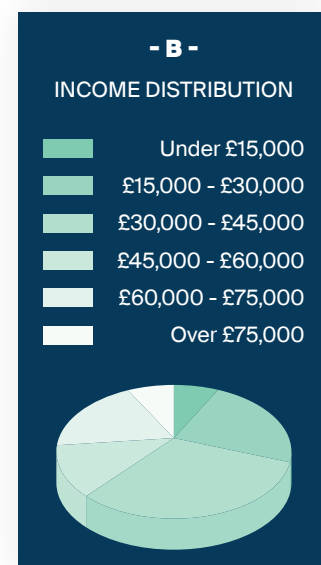 - B -
INCOME DISTRIBUTION
Under £15,000
£15,000 - £30,000
£30,000 - £45,000
£45,000 - £60,000
£60,000 - £75,000
Over £75,000